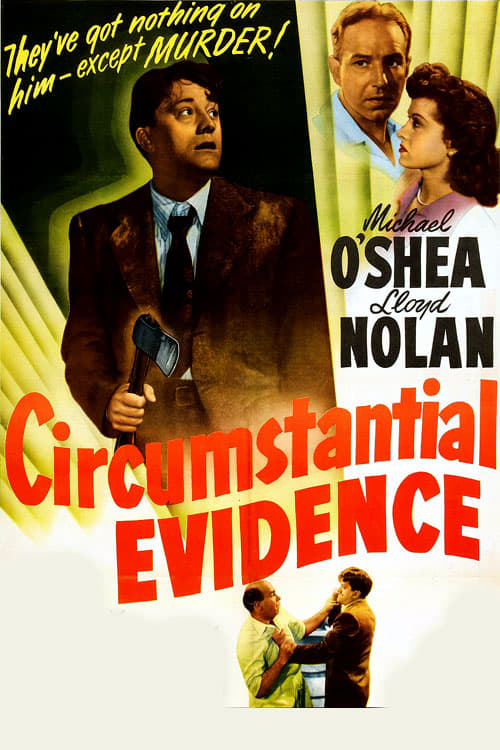 They've got nothing on
him—except MURDER!
Michael
O'SHEA
Lloyd
NOLAN
Circumstantial
EVIDENCE